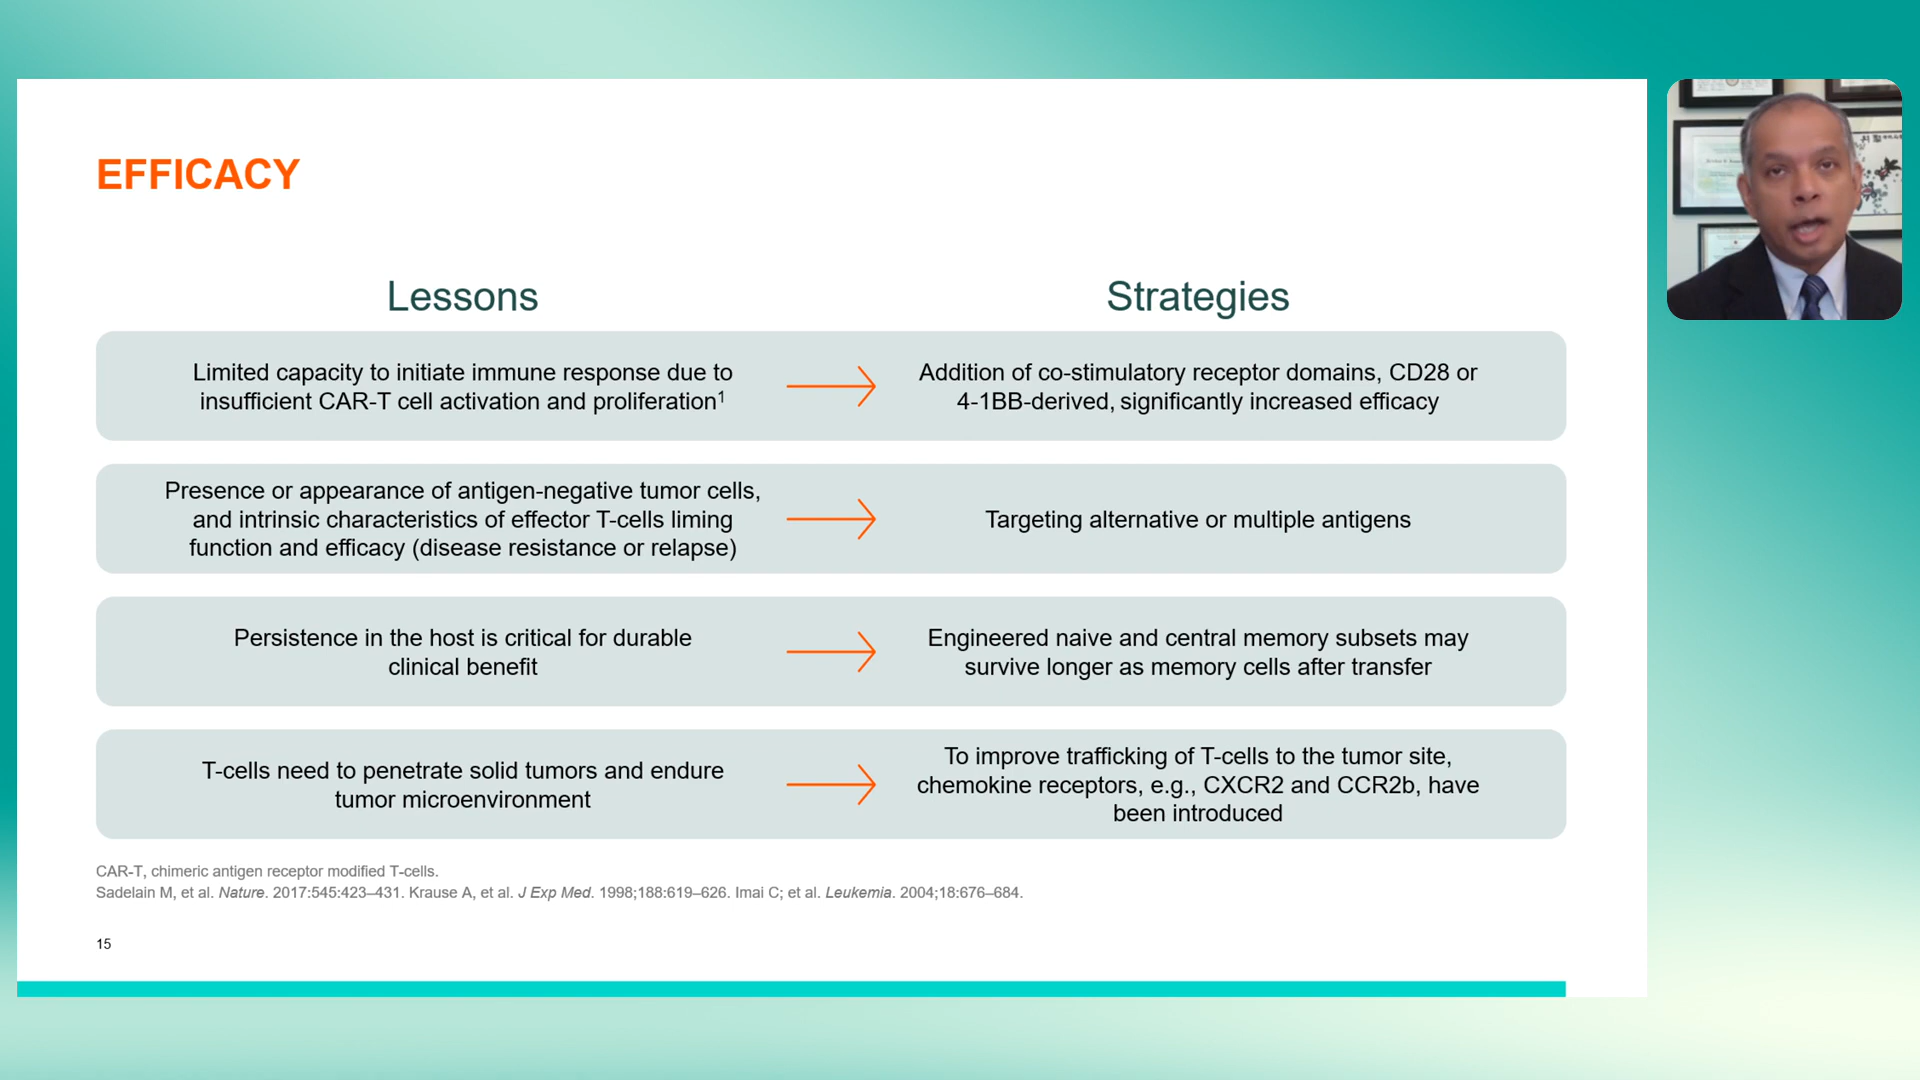 EFFICACY
Lessons
Strategies
Limited capacity to initiate immune response due to
insufficient CAR-T cell activation and proliferation¹
Addition of co-stimulatory receptor domains, CD28 or
4-1BB-derived, significantly increased efficacy
Presence or appearance of antigen-negative tumor cells,
and intrinsic characteristics of effector T-cells liming
function and efficacy (disease resistance or relapse)
Targeting alternative or multiple antigens
Persistence in the host is critical for durable
clinical benefit
Engineered naive and central memory subsets may
survive longer as memory cells after transfer
T-cells need to penetrate solid tumors and endure
tumor microenvironment
To improve trafficking of T-cells to the tumor site,
chemokine receptors, e.g., CXCR2 and CCR2b, have
been introduced
CAR-T, chimeric antigen receptor modified T-cells.
Sadelain M, et al. Nature. 2017:545:423–431. Krause A, et al. J Exp Med. 1998;188:619–626. Imai C; et al. Leukemia. 2004;18:676–684.
15